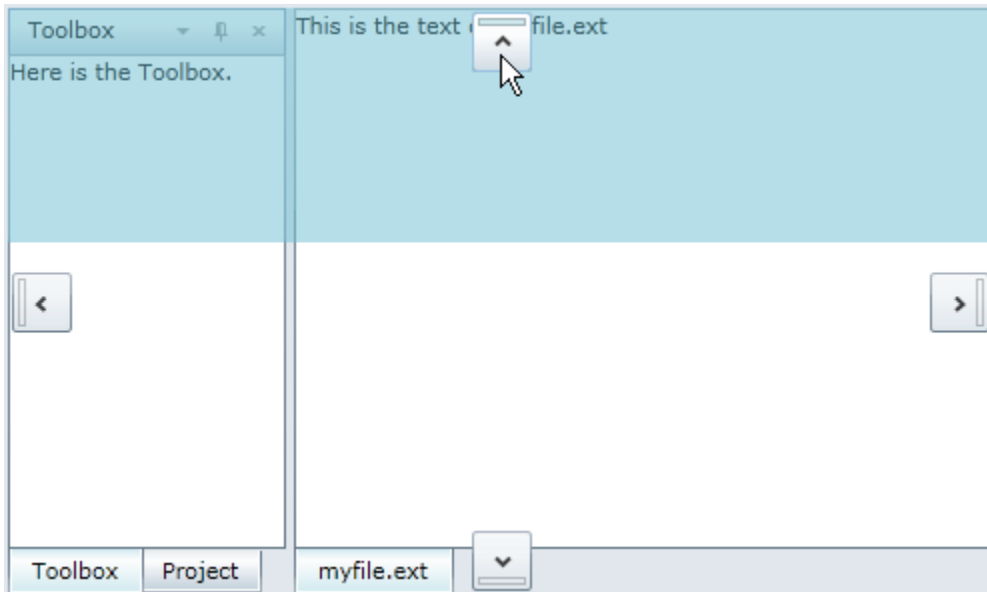 Toolbox
Here is the Toolbox.
This is the text file.ext
Toolbox Project
myfile.ext